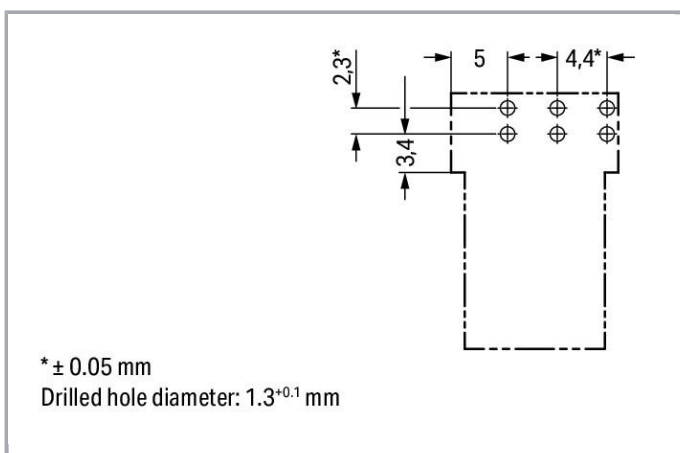 5
4,4*
2,3*
3,4
* ± 0.05 mm
Drilled hole diameter: 1.3⁺⁰·¹ mm